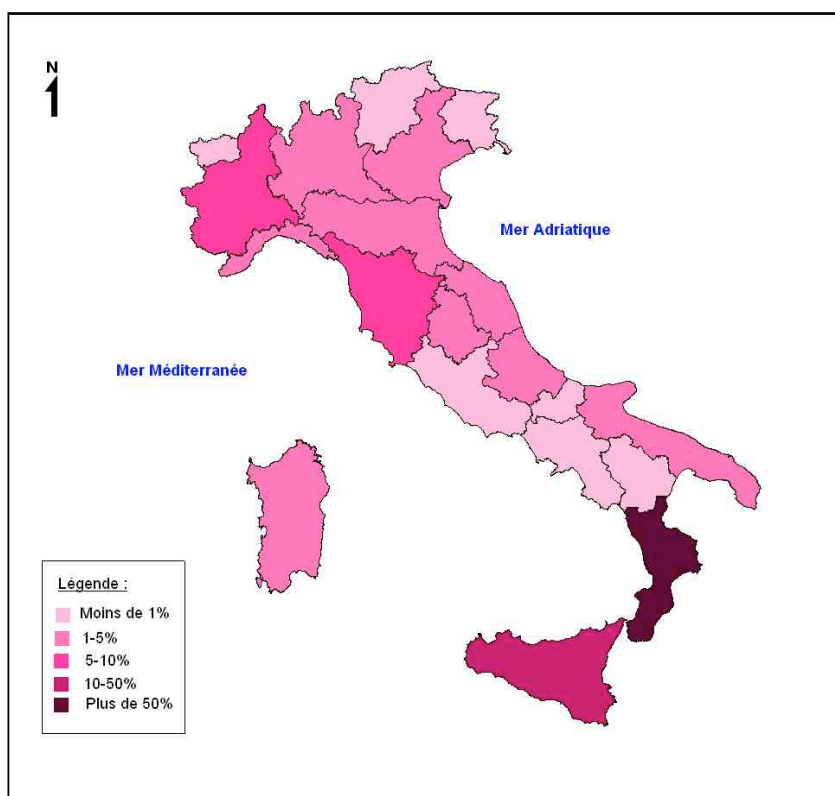 N
Mer Adriatique
Mer Méditerranée
Légende :
Moins de 1%
1-5%
5-10%
10-50%
Plus de 50%